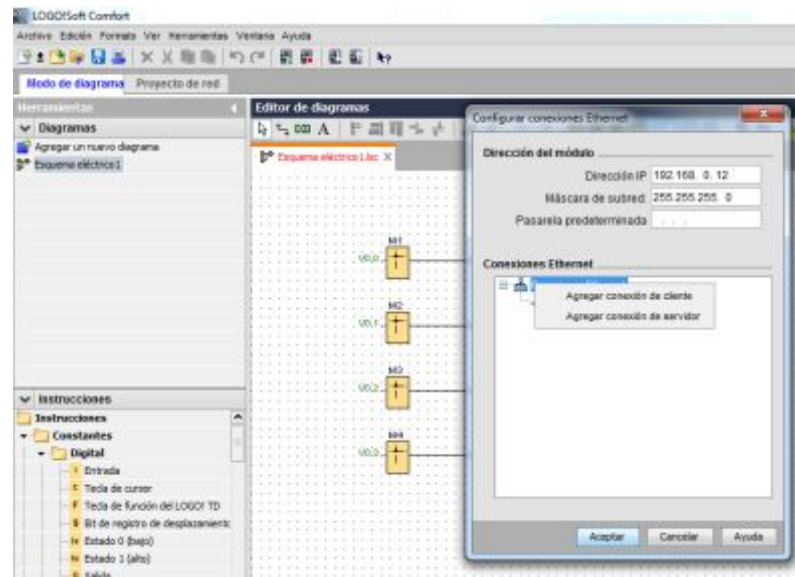 LOGO!Soft Comfort
Archivo Edición Formato Ver Herramientas Ventana Ayuda
Modo de diagrama Proyecto de red
Herramientas
Diagramas
Agregar un nuevo diagrama
Esquema eléctrico1
Instrucciones
Instrucciones
Constantes
Digital
I Entrada
C Tecla de cursor
F Tecla de función del LOGO! TD
S Bit de registro de desplazamiento
lo Estado 0 (bajo)
hi Estado 1 (alto)
Salida
Editor de diagramas
Esquema eléctrico1.lsc
M1
V0.0
M2
V0.1
M3
V0.2
M4
V0.3
Configurar conexiones Ethernet
Dirección del módulo
Dirección IP 192.168. 0. 12
Máscara de subred: 255.255.255. 0
Pasarela predeterminada
Conexiones Ethernet
Agregar conexión de cliente
Agregar conexión de servidor
Aceptar Cancelar Ayuda